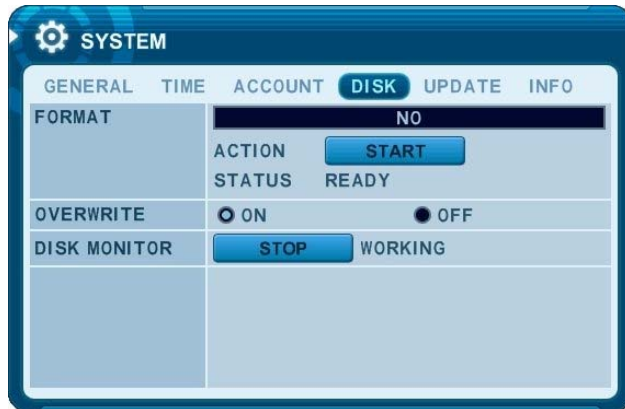 SYSTEM
GENERAL TIME ACCOUNT DISK UPDATE INFO
FORMAT NO
ACTION START
STATUS READY
OVERWRITE ON OFF
DISK MONITOR STOP WORKING